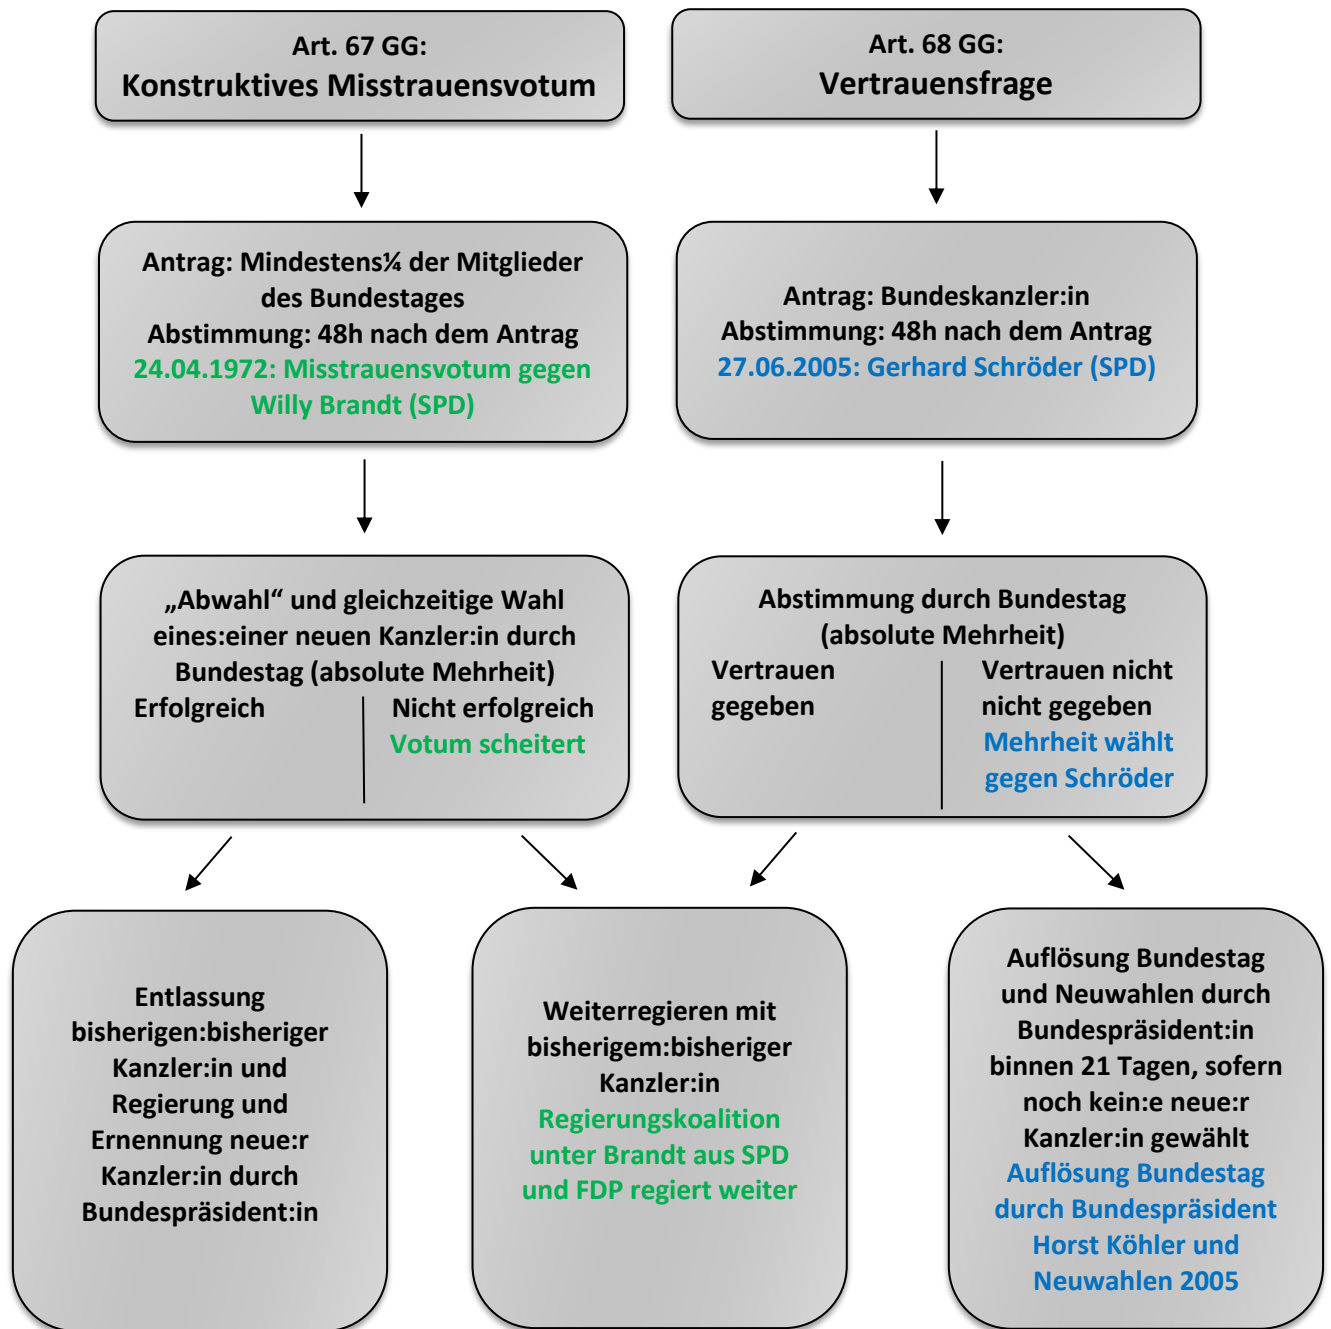 Art. 67 GG:
Konstruktives Misstrauensvotum
Art. 68 GG:
Vertrauensfrage
Antrag: Mindestens¼ der Mitglieder
des Bundestages
Abstimmung: 48h nach dem Antrag
24.04.1972: Misstrauensvotum gegen
Willy Brandt (SPD)
Antrag: Bundeskanzler:in
Abstimmung: 48h nach dem Antrag
27.06.2005: Gerhard Schröder (SPD)
„Abwahl“ und gleichzeitige Wahl
eines:einer neuen Kanzler:in durch
Bundestag (absolute Mehrheit)
Erfolgreich
Nicht erfolgreich
Votum scheitert
Abstimmung durch Bundestag
(absolute Mehrheit)
Vertrauen
gegeben
Vertrauen nicht
nicht gegeben
Mehrheit wählt
gegen Schröder
Entlassung
bisherigen:bisheriger
Kanzler:in und
Regierung und
Ernennung neue:r
Kanzler:in durch
Bundespräsident:in
Weiterregieren mit
bisherigem:bisheriger
Kanzler:in
Regierungskoalition
unter Brandt aus SPD
und FDP regiert weiter
Auflösung Bundestag
und Neuwahlen durch
Bundespräsident:in
binnen 21 Tagen, sofern
noch kein:e neue:r
Kanzler:in gewählt
Auflösung Bundestag
durch Bundespräsident
Horst Köhler und
Neuwahlen 2005